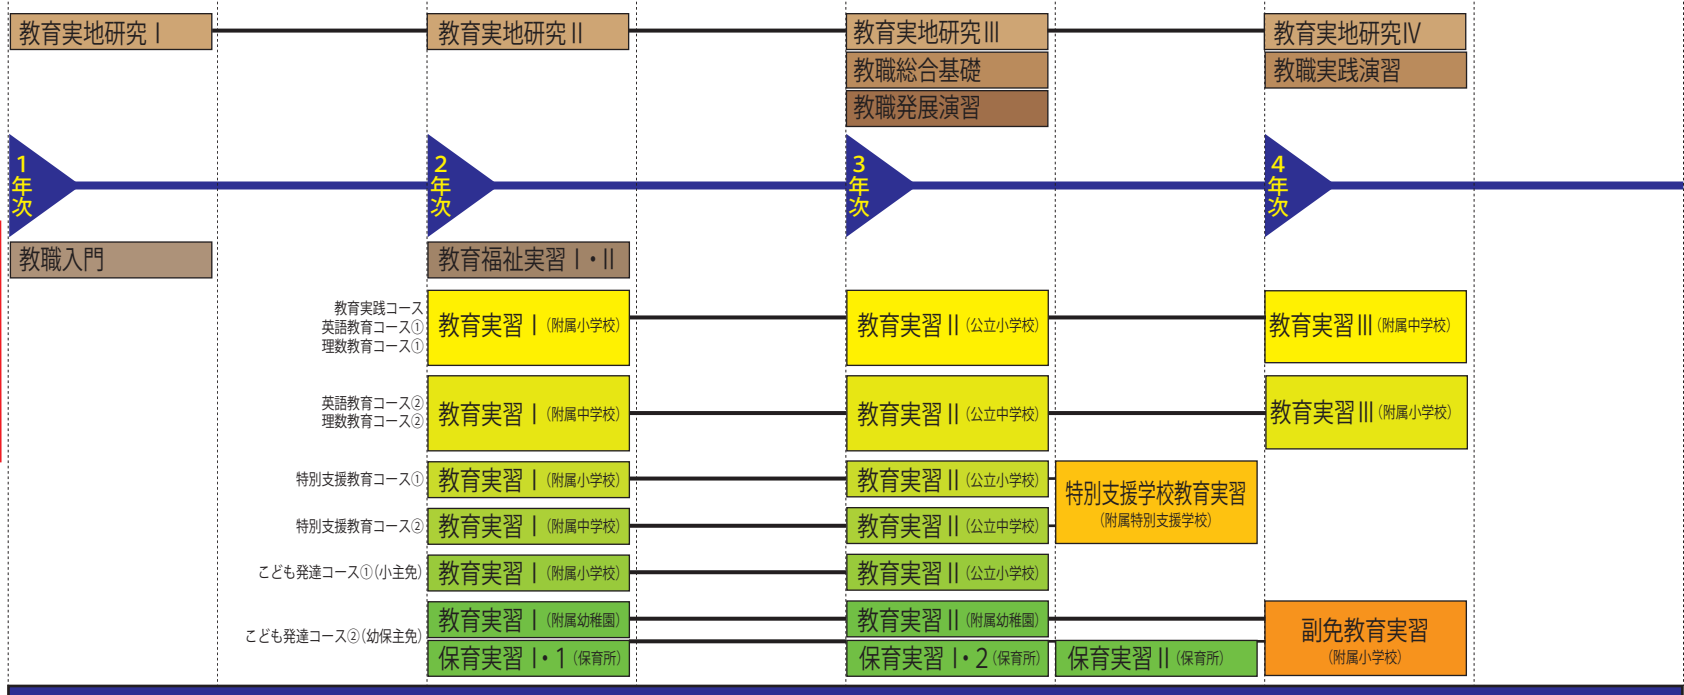 教育実地研究Ⅰ
教育実地研究Ⅱ
教育実地研究Ⅲ
教育実地研究Ⅳ
教職総合基礎
教職実践演習
教職発展演習
1年次
2年次
3年次
4年次
教職入門
教育福祉実習Ⅰ・Ⅱ
教育実践コース
英語教育コース①
理数教育コース①
教育実習Ⅰ(附属小学校)
教育実習Ⅱ(公立小学校)
教育実習Ⅲ(附属中学校)
英語教育コース②
理数教育コース②
教育実習Ⅰ(附属中学校)
教育実習Ⅱ(公立中学校)
教育実習Ⅲ(附属小学校)
特別支援教育コース①
教育実習Ⅰ(附属小学校)
教育実習Ⅱ(公立小学校)
特別支援学校教育実習
(附属特別支援学校)
特別支援教育コース②
教育実習Ⅰ(附属中学校)
教育実習Ⅱ(公立中学校)
こども発達コース①(小主免)
教育実習Ⅰ(附属小学校)
教育実習Ⅱ(公立小学校)
こども発達コース②(幼保主免)
教育実習Ⅰ(附属幼稚園)
教育実習Ⅱ(附属幼稚園)
副免教育実習
(附属小学校)
保育実習Ⅰ・1(保育所)
保育実習Ⅰ・2(保育所)
保育実習Ⅱ(保育所)